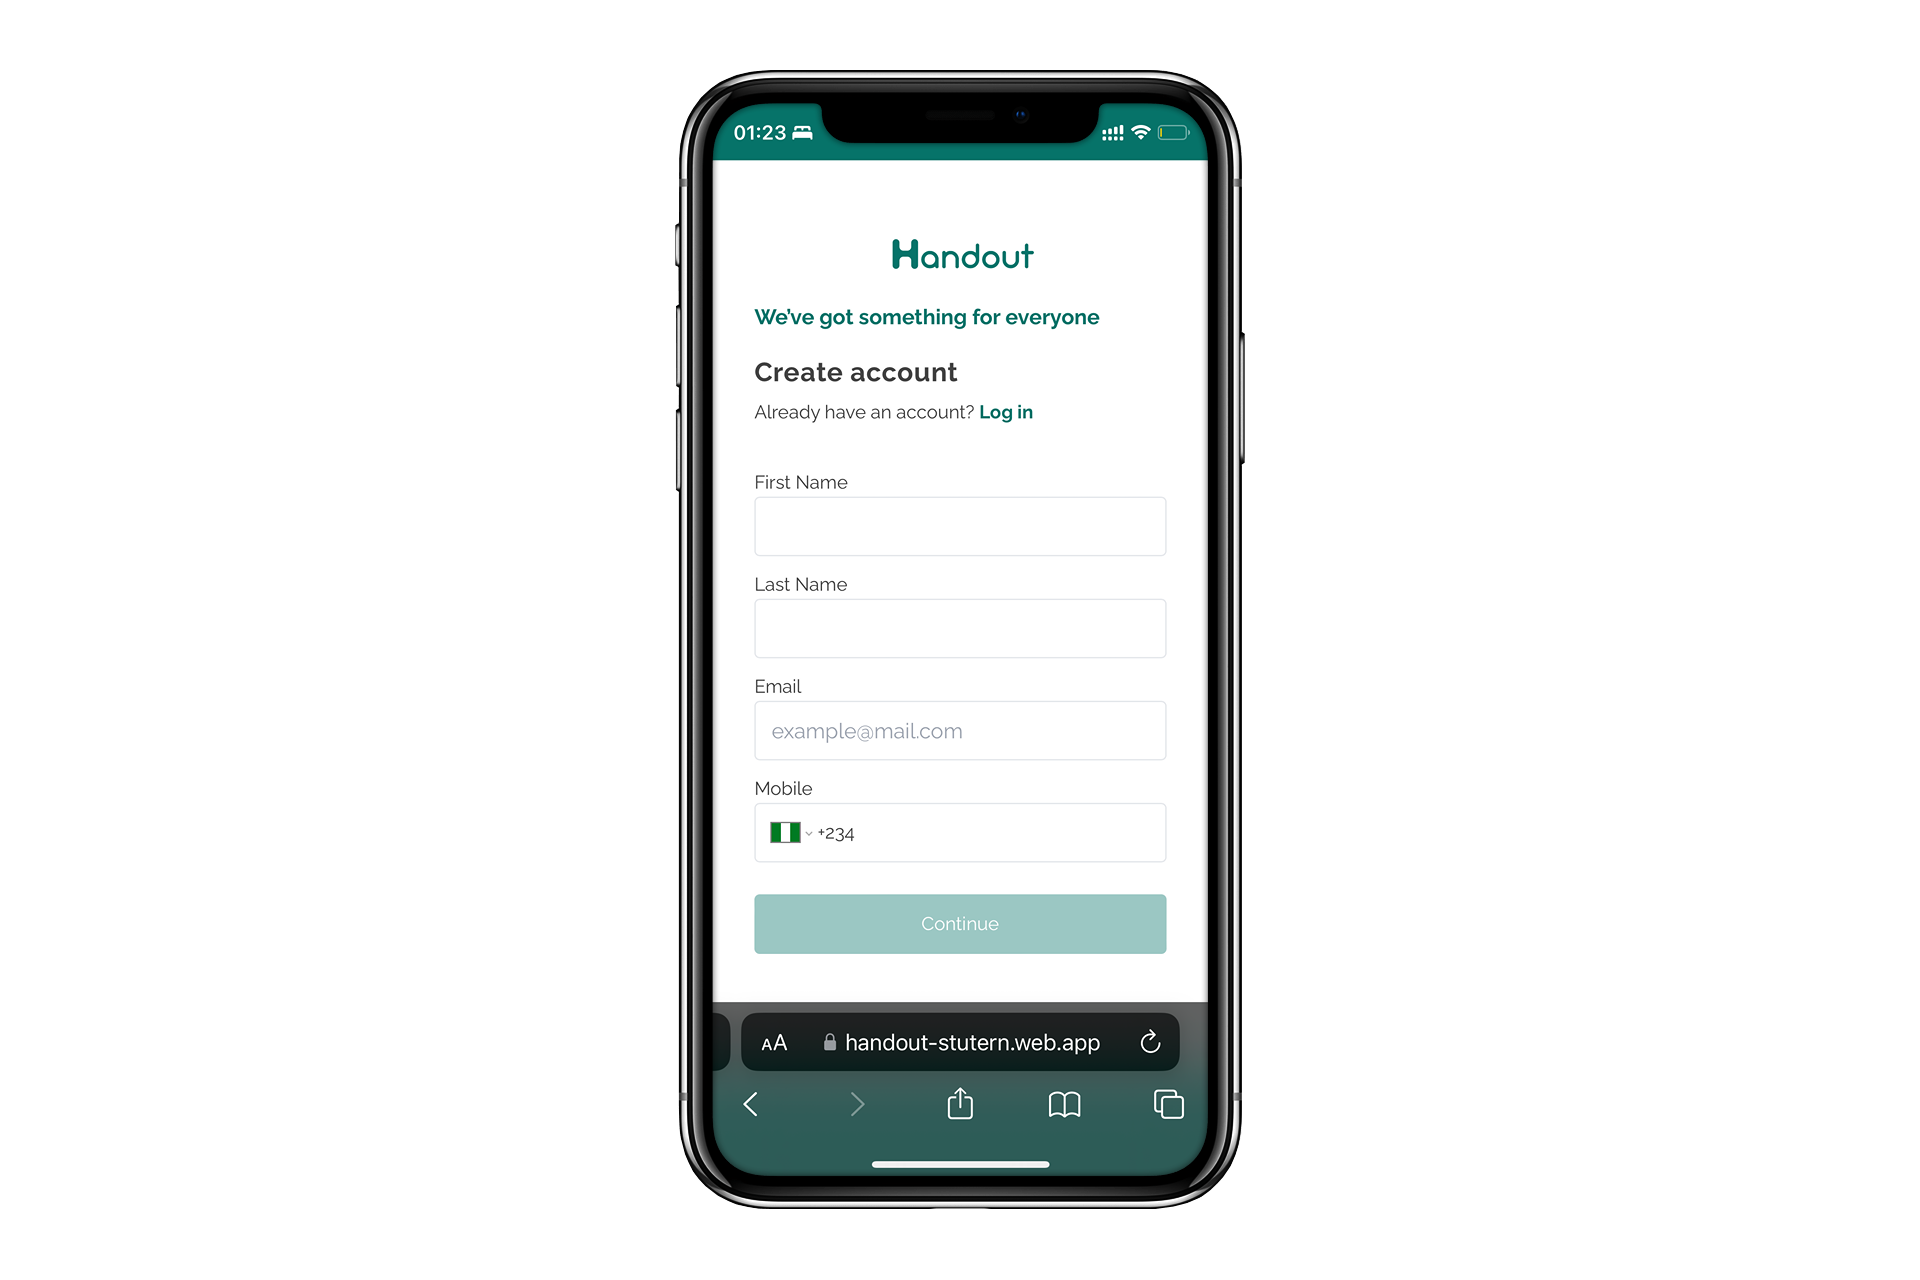 01:23
Handout
We've got something for everyone
Create account
Already have an account? Log in
First Name
Last Name
Email
example@mail.com
Mobile
+234
Continue
AA handout-stutern.web.app